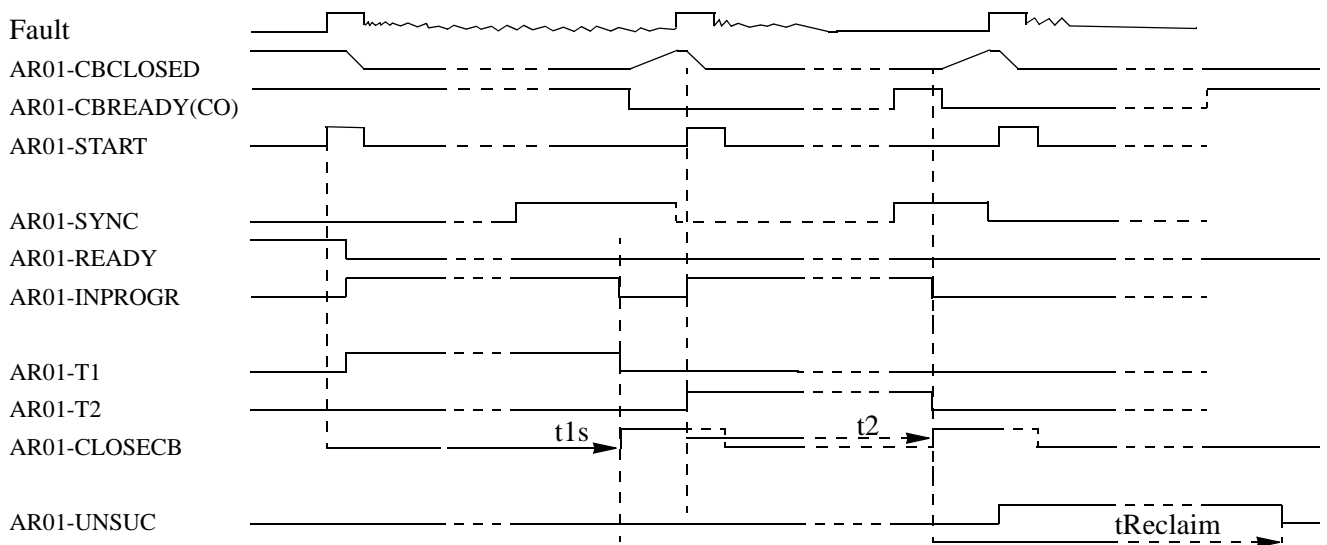 Fault
AR01-CBCLOSED
AR01-CBREADY(CO)
AR01-START
AR01-SYNC
AR01-READY
AR01-INPROGR
AR01-T1
AR01-T2
t1s
t2
AR01-CLOSECB
AR01-UNSUC
tReclaim